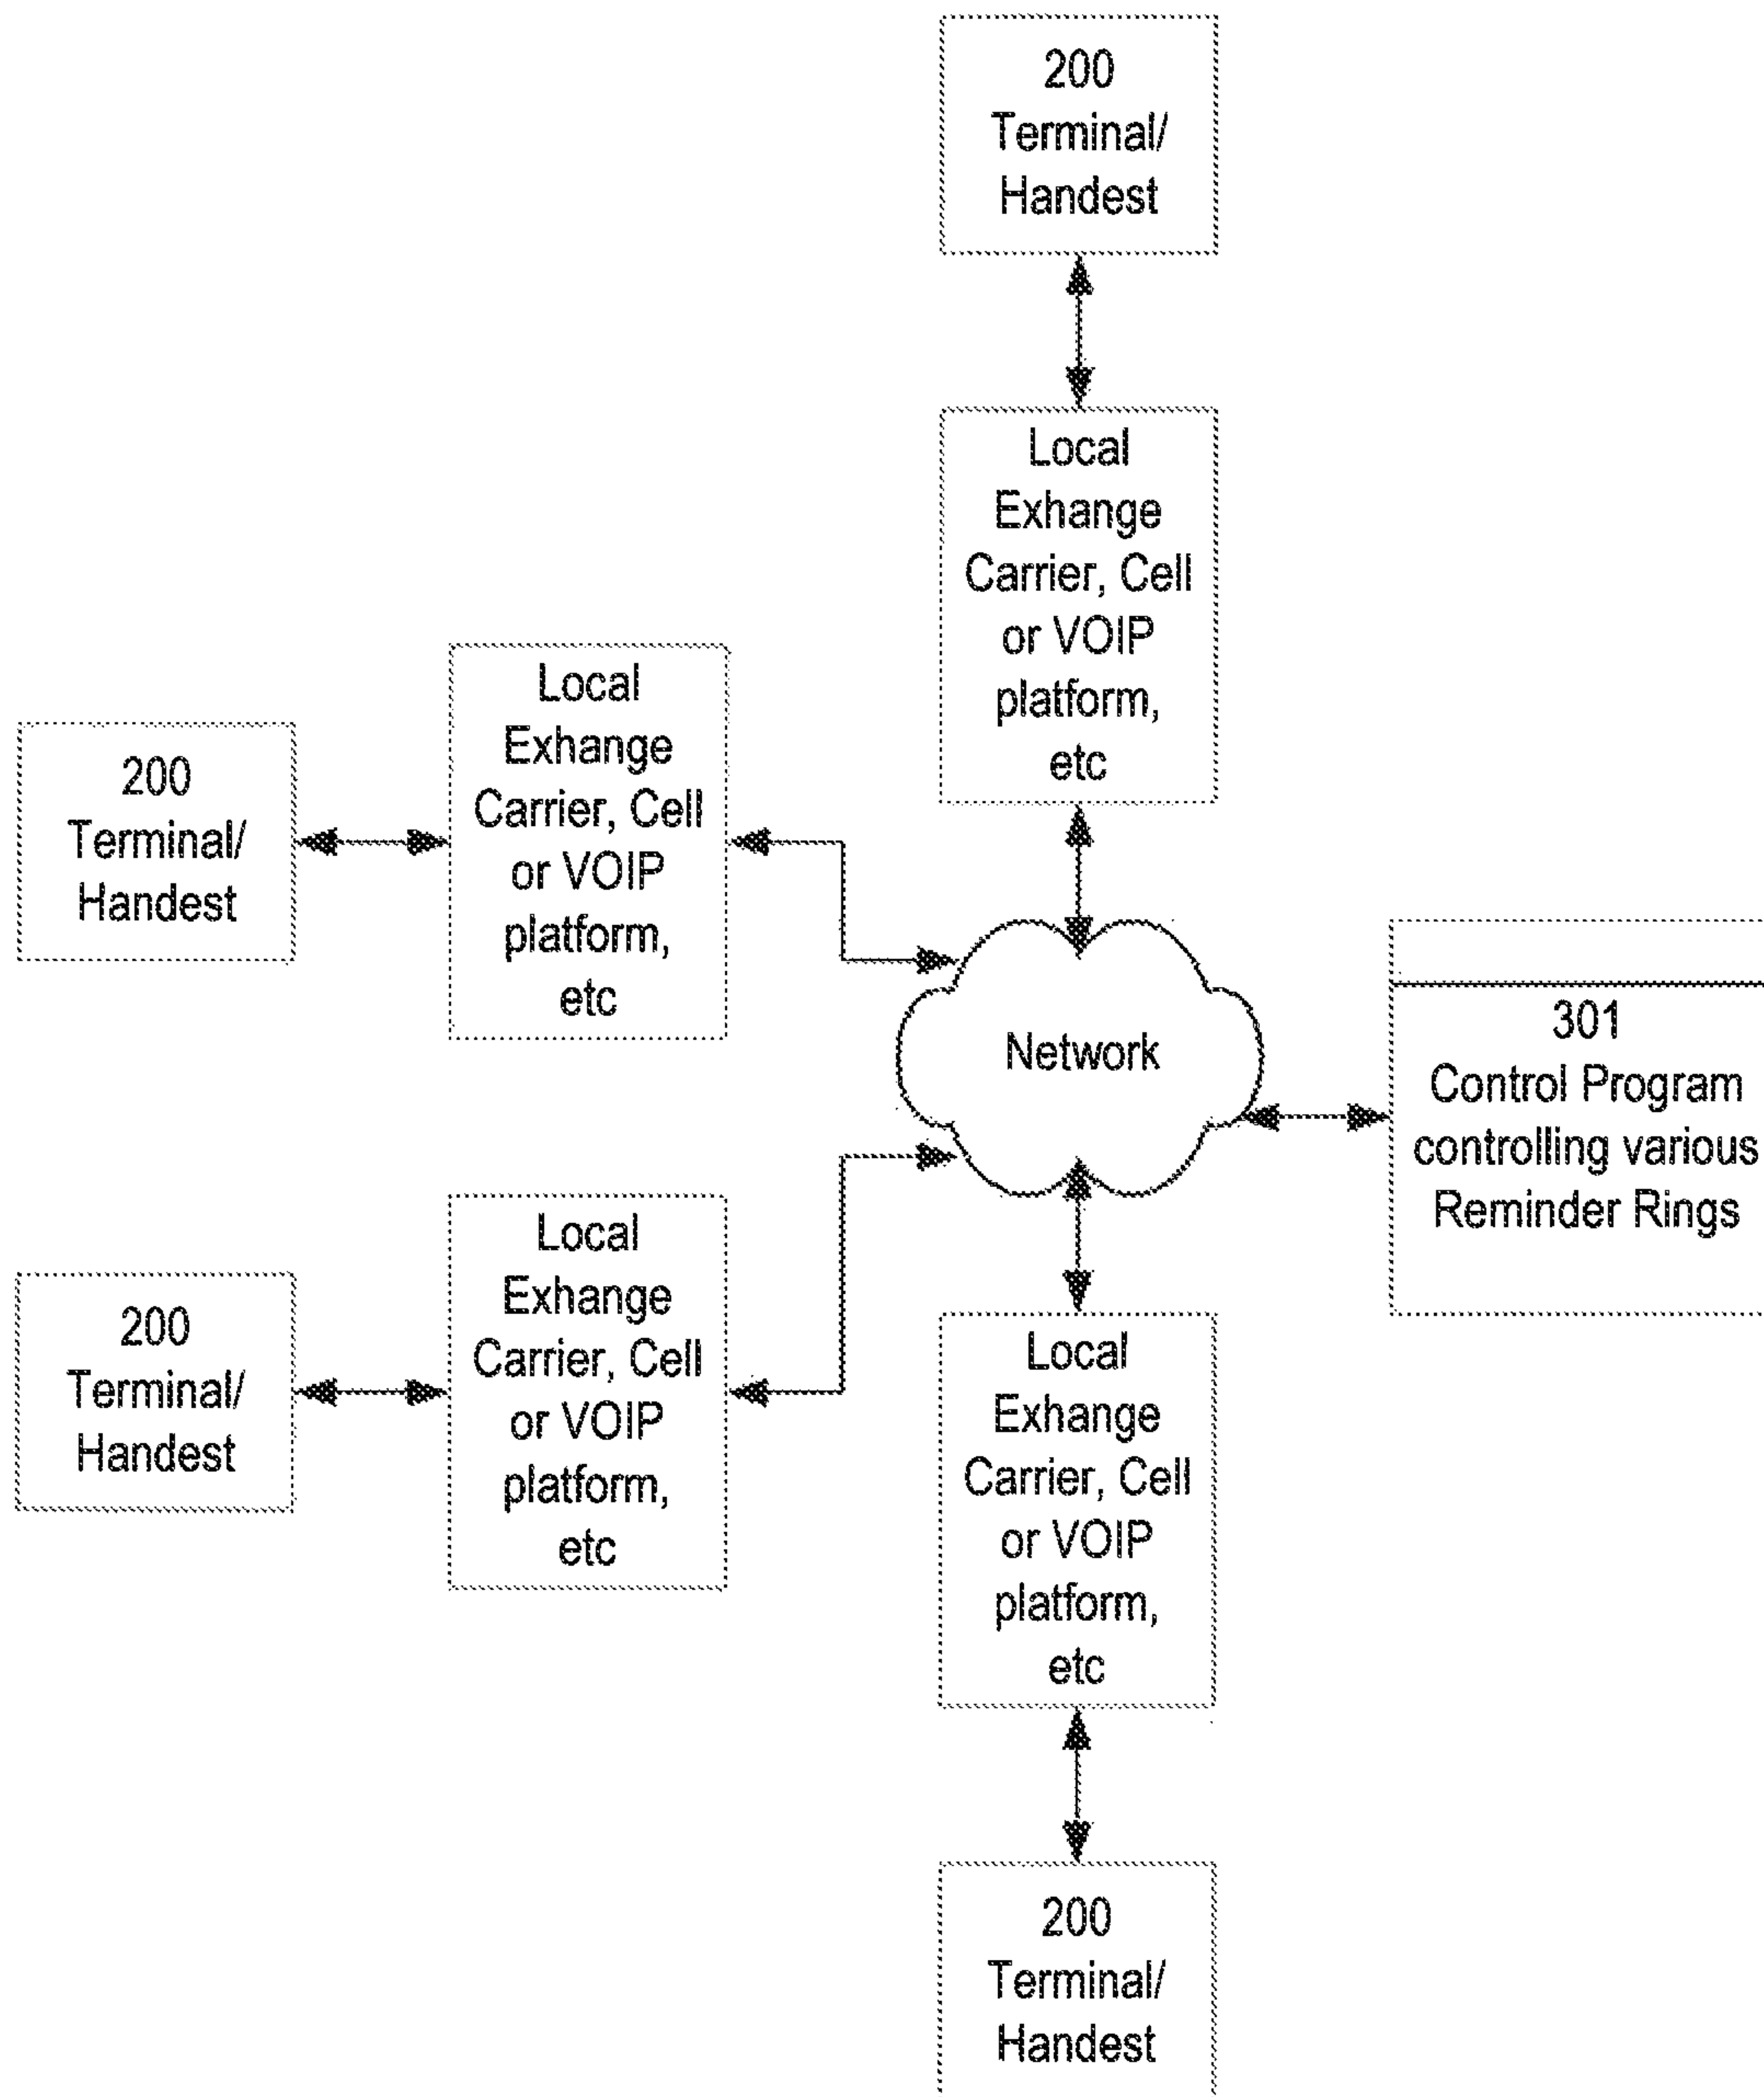 200
Terminal/
Handest
Local
Exhange
Carrier, Cell
or VOIP
platform,
etc
Local
Exhange
Carrier, Cell
or VOIP
platform,
etc
200
Terminal/
Handest
Network
301
Control Program
controlling various
Reminder Rings
Local
Exhange
Carrier, Cell
or VOIP
platform,
etc
200
Terminal/
Handest
Local
Exhange
Carrier, Cell
or VOIP
platform,
etc
200
Terminal/
Handest